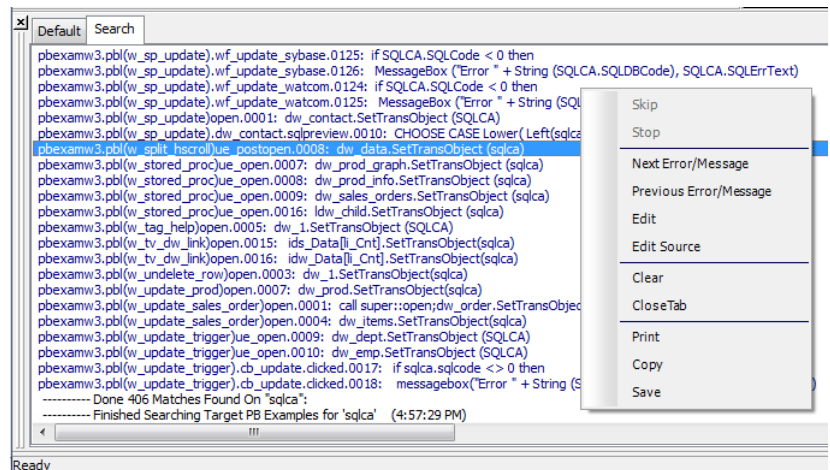 Default Search
pbexamw3.pbl(w_sp_update).wf_update_sybase.0125: if SQLCA.SQLCode < 0 then
pbexamw3.pbl(w_sp_update).wf_update_sybase.0126: MessageBox ("Error " + String (SQLCA.SQLDBCode), SQLCA.SQLErrText)
pbexamw3.pbl(w_sp_update).wf_update_watcom.0124: if SQLCA.SQLCode < 0 then
pbexamw3.pbl(w_sp_update).wf_update_watcom.0125: MessageBox ("Error " + String (SQL
pbexamw3.pbl(w_sp_update)open.0001: dw_contact.SetTransObject (SQLCA)
pbexamw3.pbl(w_sp_update).dw_contact.sqlpreview.0010: CHOOSE CASE Lower( Left(sqlca
pbexamw3.pbl(w_split_hscroll)ue_postopen.0008: dw_data.SetTransObject (sqlca)
pbexamw3.pbl(w_stored_proc)ue_open.0007: dw_prod_graph.SetTransObject (sqlca)
pbexamw3.pbl(w_stored_proc)ue_open.0008: dw_prod_info.SetTransObject (sqlca)
pbexamw3.pbl(w_stored_proc)ue_open.0009: dw_sales_orders.SetTransObject (sqlca)
pbexamw3.pbl(w_stored_proc)ue_open.0016: ldw_child.SetTransObject (sqlca)
pbexamw3.pbl(w_tag_help)open.0005: dw_1.SetTransObject (SQLCA)
pbexamw3.pbl(w_tv_dw_link)open.0015: ids_Data[li_Cnt].SetTransObject(sqlca)
pbexamw3.pbl(w_tv_dw_link)open.0016: idw_Data[li_Cnt].SetTransObject(sqlca)
pbexamw3.pbl(w_undelete_row)open.0003: dw_1.SetTransObject(sqlca)
pbexamw3.pbl(w_update_prod)open.0007: dw_prod.SetTransObject(sqlca)
pbexamw3.pbl(w_update_sales_order)open.0001: call super::open;dw_order.SetTransObjec
pbexamw3.pbl(w_update_sales_order)open.0004: dw_items.SetTransObject(sqlca)
pbexamw3.pbl(w_update_trigger)ue_open.0009: dw_dept.SetTransObject (SQLCA)
pbexamw3.pbl(w_update_trigger)ue_open.0010: dw_emp.SetTransObject (SQLCA)
pbexamw3.pbl(w_update_trigger).cb_update.clicked.0017: if sqlca.sqlcode <> 0 then
pbexamw3.pbl(w_update_trigger).cb_update.clicked.0018: messagebox("Error " + String (S )
---------- Done 406 Matches Found On "sqlca":
---------- Finished Searching Target PB Examples for 'sqlca' (4:57:29 PM)
Skip
Stop
Next Error/Message
Previous Error/Message
Edit
Edit Source
Clear
CloseTab
Print
Copy
Save
Ready